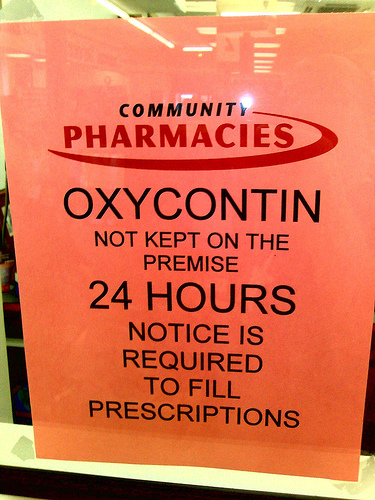 COMMUNITY
PHARMACIES
OXYCONTIN
NOT KEPT ON THE
PREMISE
24 HOURS
NOTICE IS
REQUIRED
TO FILL
PRESCRIPTIONS